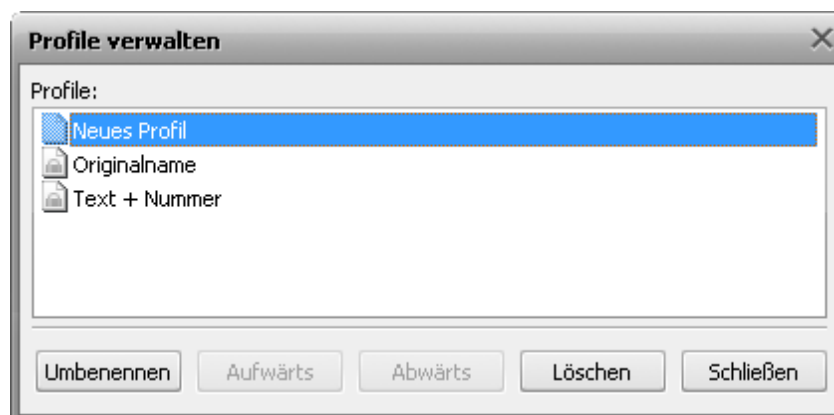 Profile verwalten
Profile:
Neues Profil
Originalname
Text + Nummer
Umbenennen Aufwärts Abwärts Löschen Schließen